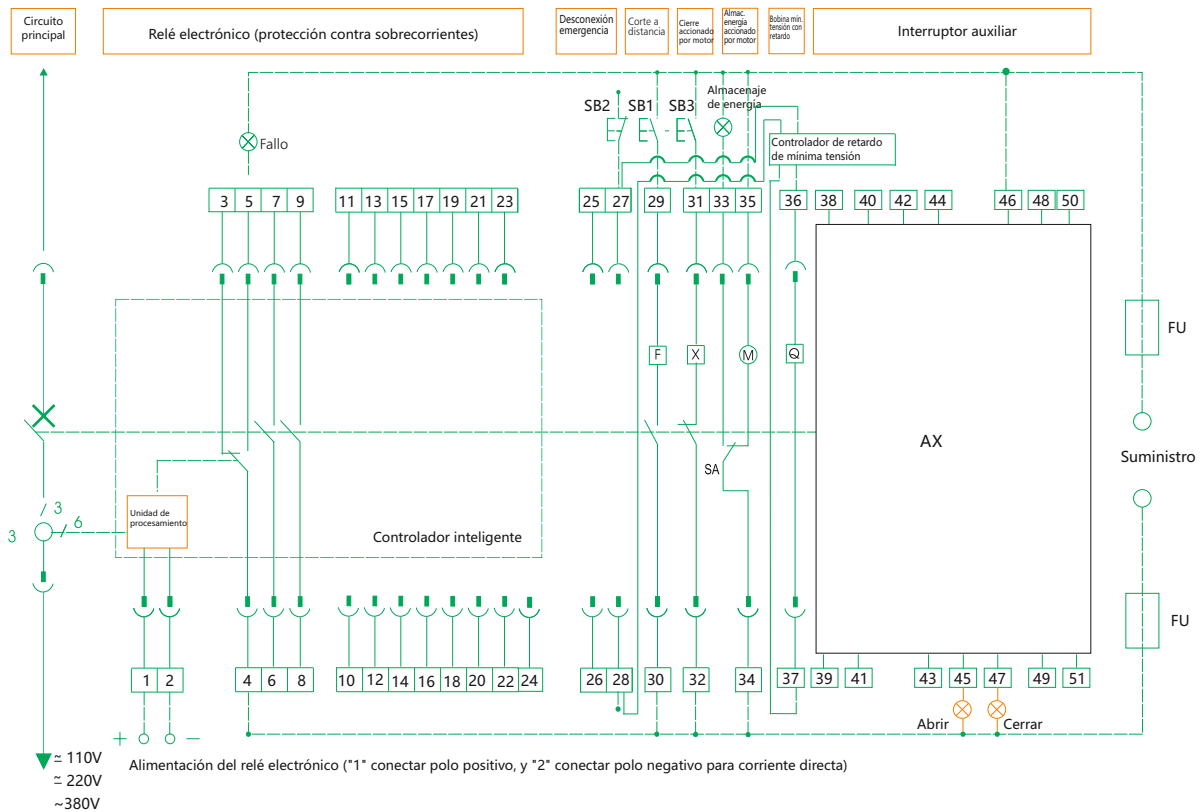 Circuito
principal
Relé electrónico (protección contra sobrecorrientes)
Desconexión
emergencia
Corte a
distancia
Cierre
accionado
por motor
Almac.
energía
accionado
por motor
Bobina mín.
tensión con
retardo
Interruptor auxiliar
SB2 SB1 SB3
Almacenaje
de energía
Fallo
Controlador de retardo
de mínima tensión
3 5 7 9 11 13 15 17 19 21 23 25 27 29 31 33 35 36 38 40 42 44 46 48 50
FU
F X M Q
AX
SA
Suministro
3
3
6
Unidad de
procesamiento
Controlador inteligente
FU
1 2 4 6 8 10 12 14 16 18 20 22 24 26 28 30 32 34 37 39 41 43 45 47 49 51
Abrir
Cerrar
+ −
≃ 110V
≃ 220V
~380V
Alimentación del relé electrónico ("1" conectar polo positivo, y "2" conectar polo negativo para corriente directa)